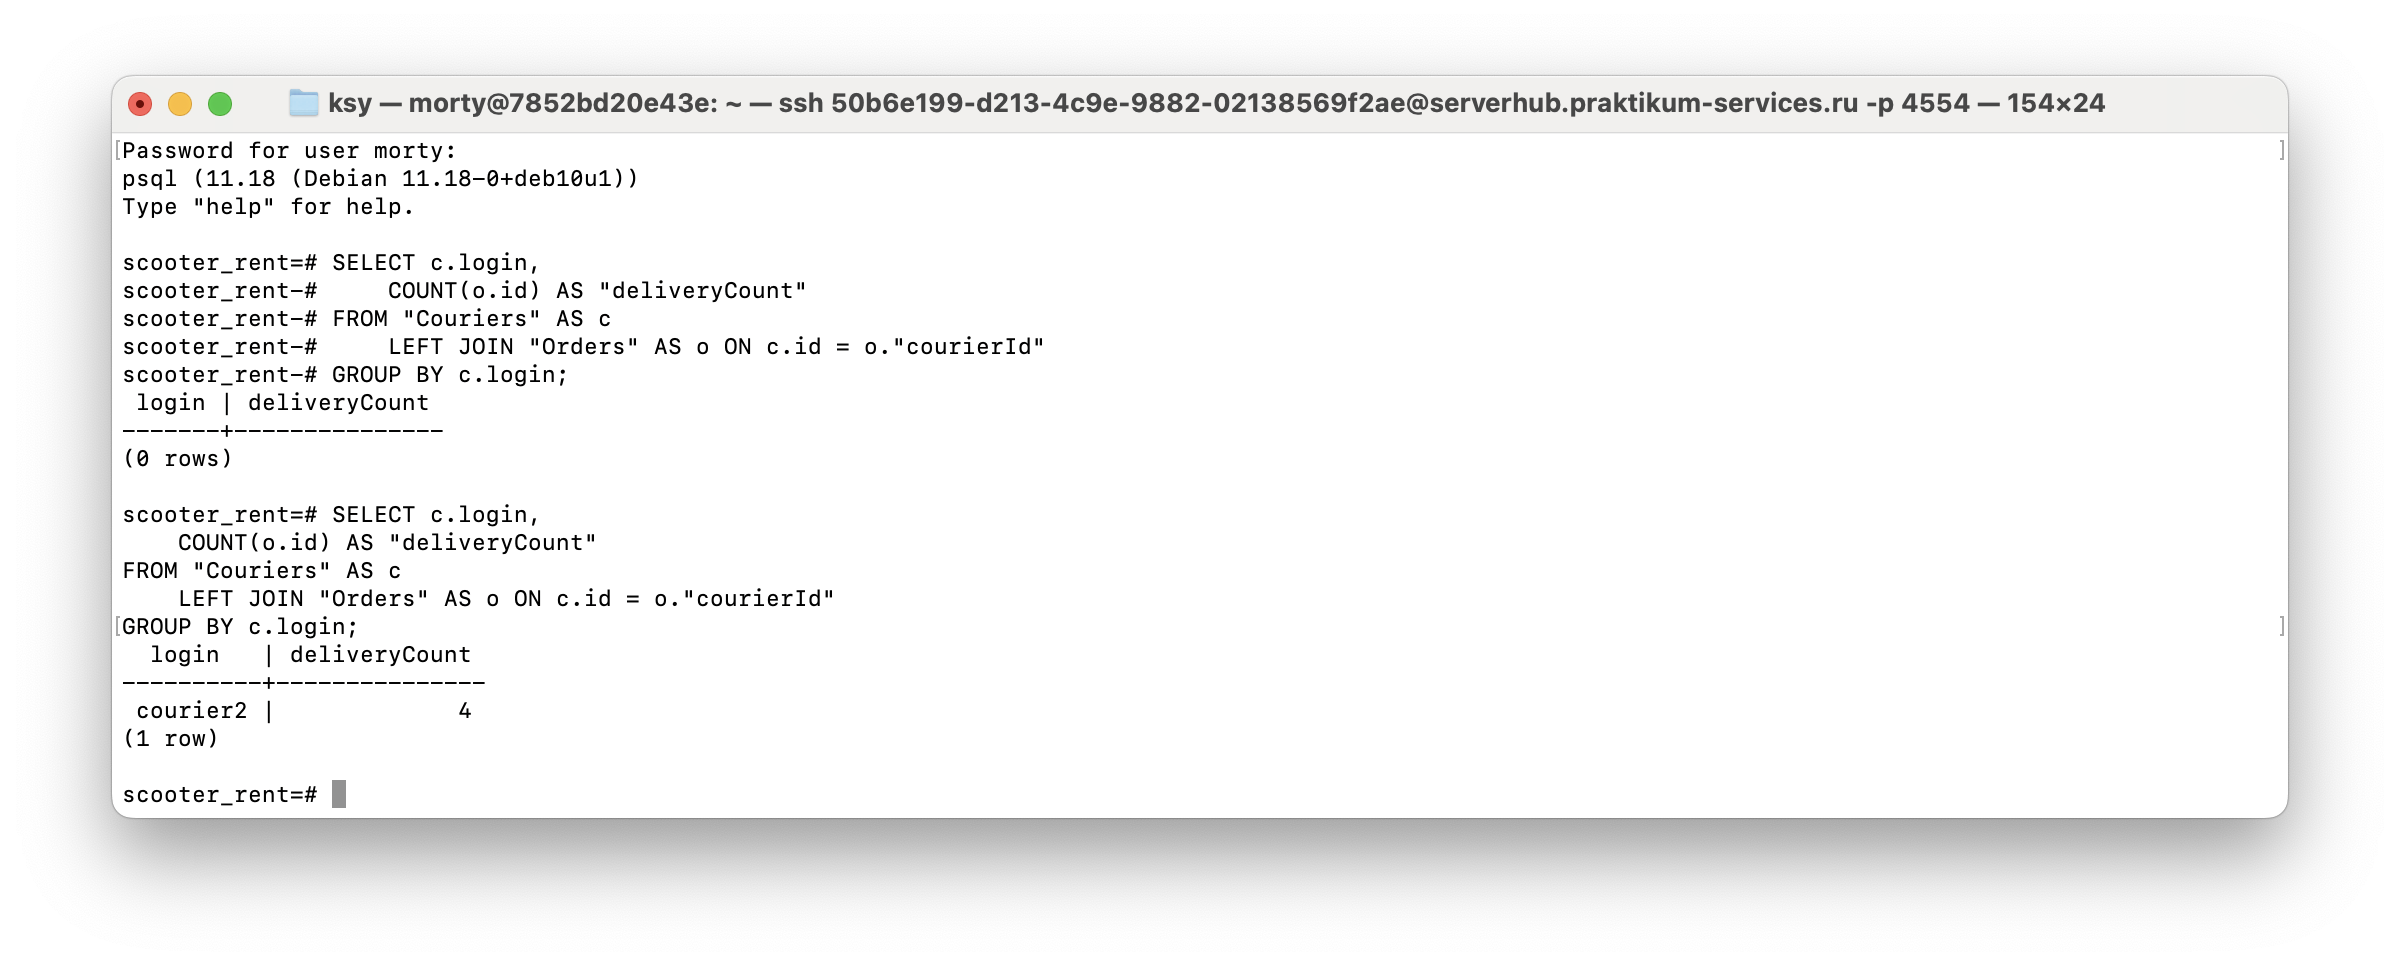 ksy — morty@7852bd20e43e: ~ — ssh 50b6e199-d213-4c9e-9882-02138569f2ae@serverhub.praktikum-services.ru -p 4554 — 154×24
[Password for user morty: ]
psql (11.18 (Debian 11.18-0+deb10u1))
Type "help" for help.
scooter_rent=# SELECT c.login,
scooter_rent-#     COUNT(o.id) AS "deliveryCount"
scooter_rent-# FROM "Couriers" AS c
scooter_rent-#     LEFT JOIN "Orders" AS o ON c.id = o."courierId"
scooter_rent-# GROUP BY c.login;
 login | deliveryCount
-------+---------------
(0 rows)
scooter_rent=# SELECT c.login,
    COUNT(o.id) AS "deliveryCount"
FROM "Couriers" AS c
    LEFT JOIN "Orders" AS o ON c.id = o."courierId"
[GROUP BY c.login; ]
  login   | deliveryCount
----------+---------------
 courier2 |             4
(1 row)
scooter_rent=#